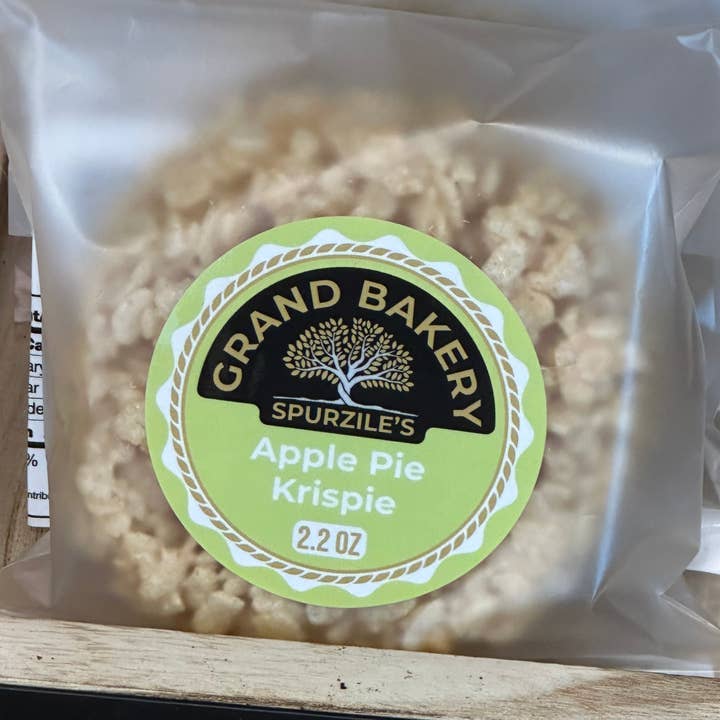 GRAND BAKERY
SPURZILE'S
Apple Pie
Krispie
2.2 OZ